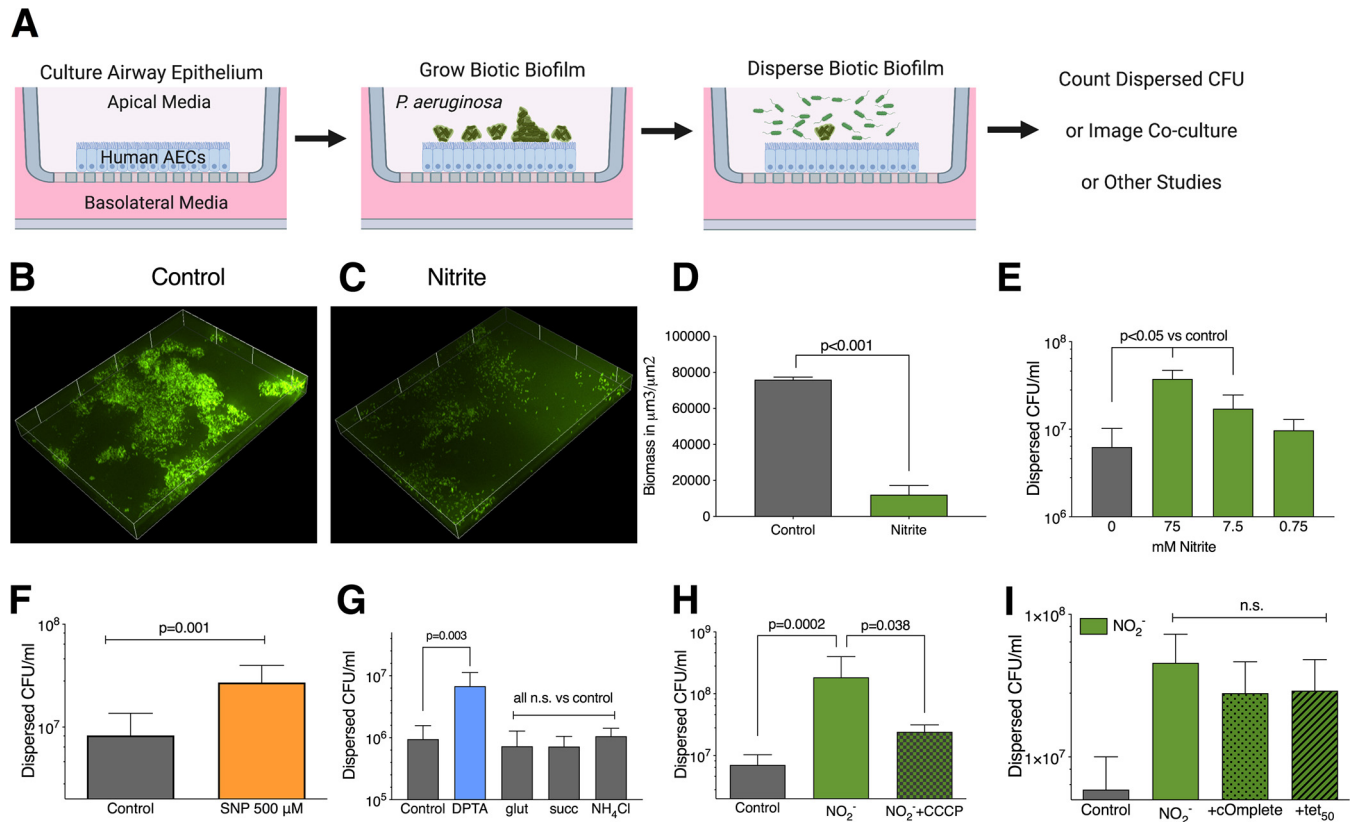 A
Culture Airway Epithelium
Apical Media
Human AECs
Basolateral Media
Grow Biotic Biofilm
P. aeruginosa
Disperse Biotic Biofilm
Count Dispersed CFU
or Image Co-culture
or Other Studies
B
Control
C
Nitrite
D
Biomass in μm3/μm2
100000
80000
60000
40000
20000
0
p<0.001
Control
Nitrite
E
Dispersed CFU/ml
10⁸
10⁷
10⁶
p<0.05 vs control
0
75
7.5
0.75
mM Nitrite
F
Dispersed CFU/ml
10⁸
10⁷
p=0.001
Control
SNP 500 μM
G
Dispersed CFU/ml
10⁷
10⁶
10⁵
p=0.003
all n.s. vs control
Control
DPTA
glut
succ
NH₄Cl
H
Dispersed CFU/ml
10⁹
10⁸
10⁷
p=0.0002
p=0.038
Control
NO₂⁻
NO₂⁻+CCCP
I
Dispersed CFU/ml
1×10⁸
1×10⁷
NO₂⁻
n.s.
Control
NO₂⁻
+cOmplete
+tet₅₀